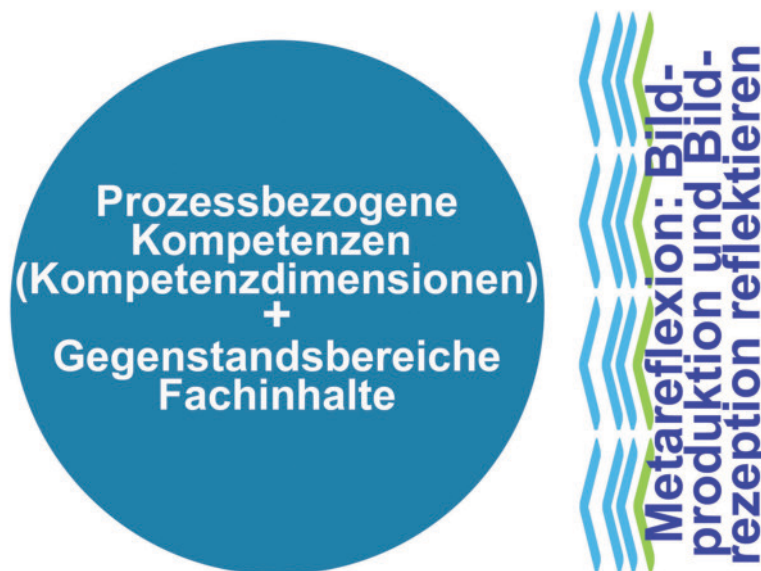 Prozessbezogene
Kompetenzen
(Kompetenzdimensionen)
+
Gegenstandsbereiche
Fachinhalte
Metareflexion: Bild-
produktion und Bild-
rezeption reflektieren